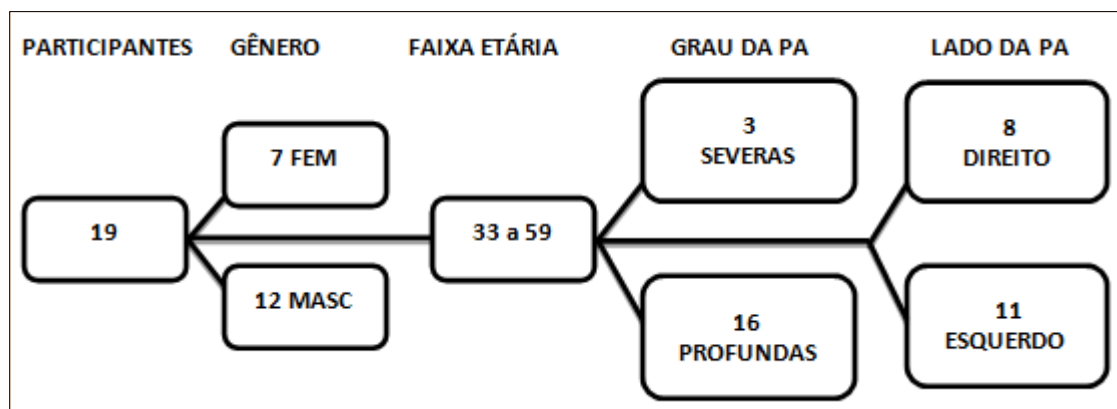 PARTICIPANTES GÊNERO FAIXA ETÁRIA GRAU DA PA LADO DA PA
19
7 FEM
12 MASC
33 a 59
3
SEVERAS
16
PROFUNDAS
8
DIREITO
11
ESQUERDO